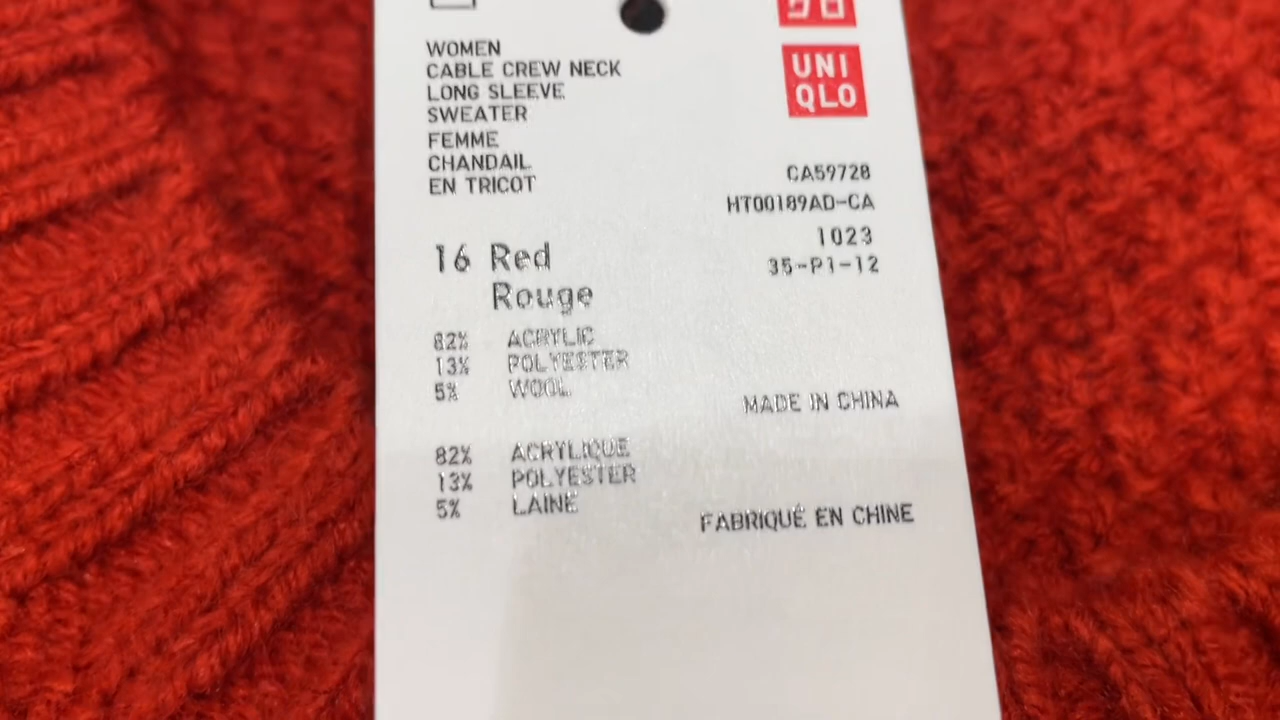 WOMEN
CABLE CREW NECK
LONG SLEEVE
SWEATER
FEMME
CHANDAIL
EN TRICOT
UNI
QLO
CA59728
HT00189AD-CA
1023
35-P1-12
16 Red
Rouge
82% ACRYLIC
13% POLYESTER
5% WOOL
MADE IN CHINA
82% ACRYLIQUE
13% POLYESTER
5% LAINE
FABRIQUÉ EN CHINE